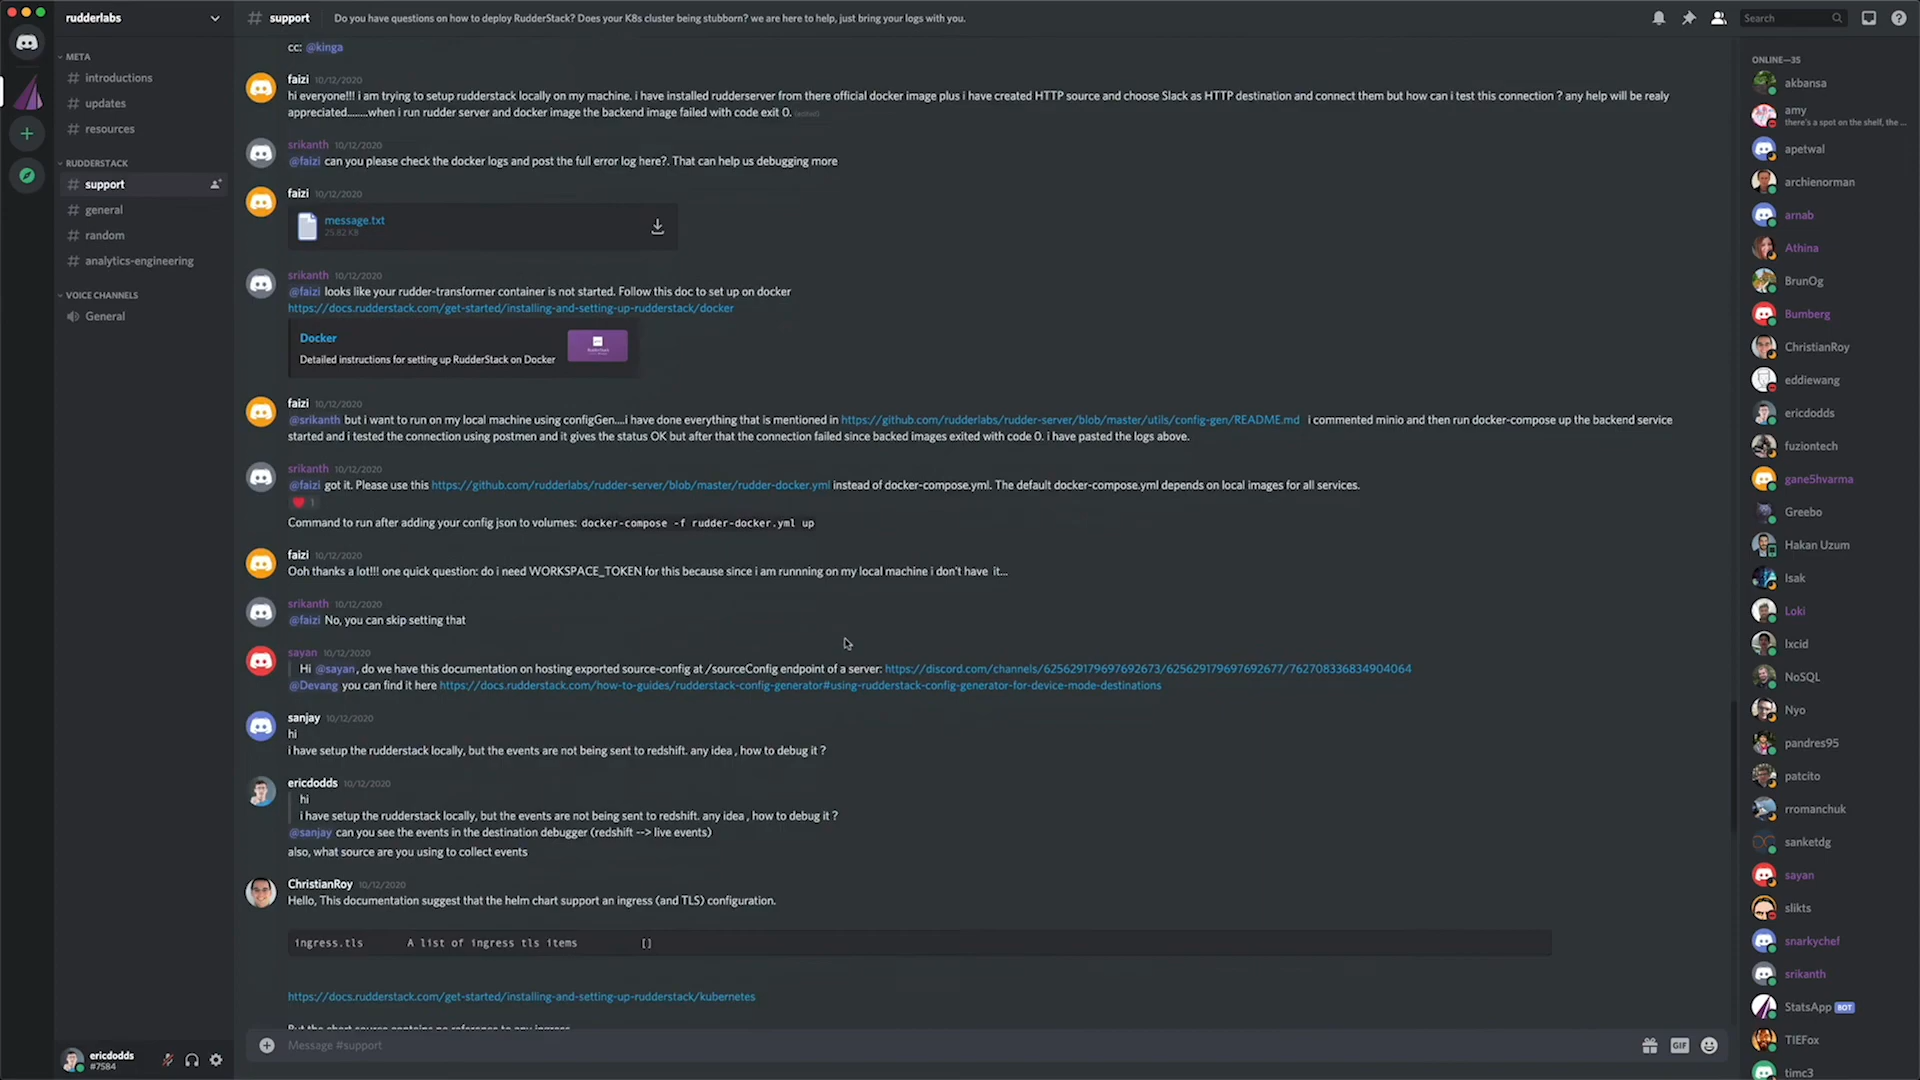 rudderlabs
# support
Do you have questions on how to deploy RudderStack? Does your K8s cluster being stubborn? we are here to help, just bring your logs with you.
Search
META
# introductions
# updates
# resources
RUDDERSTACK
# support
# general
# random
# analytics-engineering
VOICE CHANNELS
General
ericdodds
#7584
cc: @kinga
faizi 10/12/2020
hi everyone!!! i am trying to setup rudderstack locally on my machine. i have installed rudderserver from there official docker image plus i have created HTTP source and choose Slack as HTTP destination and connect them but how can i test this connection ? any help will be realy
appreciated........when i run rudder server and docker image the backend image failed with code exit 0. (edited)
srikanth 10/12/2020
@faizi can you please check the docker logs and post the full error log here?. That can help us debugging more
faizi 10/12/2020
message.txt
25.82 KB
srikanth 10/12/2020
@faizi looks like your rudder-transformer container is not started. Follow this doc to set up on docker
https://docs.rudderstack.com/get-started/installing-and-setting-up-rudderstack/docker
Docker
Detailed instructions for setting up RudderStack on Docker
faizi 10/12/2020
@srikanth but i want to run on my local machine using configGen....i have done everything that is mentioned in https://github.com/rudderlabs/rudder-server/blob/master/utils/config-gen/README.md i commented minio and then run docker-compose up the backend service
started and i tested the connection using postmen and it gives the status OK but after that the connection failed since backed images exited with code 0. i have pasted the logs above.
srikanth 10/12/2020
@faizi got it. Please use this https://github.com/rudderlabs/rudder-server/blob/master/rudder-docker.yml instead of docker-compose.yml. The default docker-compose.yml depends on local images for all services.
1
Command to run after adding your config json to volumes: docker-compose -f rudder-docker.yml up
faizi 10/12/2020
Ooh thanks a lot!!! one quick question: do i need WORKSPACE_TOKEN for this because since i am runnning on my local machine i don't have it...
srikanth 10/12/2020
@faizi No, you can skip setting that
sayan 10/12/2020
Hi @sayan, do we have this documentation on hosting exported source-config at /sourceConfig endpoint of a server: https://discord.com/channels/625629179697692673/625629179697692677/762708336834904064
@Devang you can find it here https://docs.rudderstack.com/how-to-guides/rudderstack-config-generator#using-rudderstack-config-generator-for-device-mode-destinations
sanjay 10/12/2020
hi
i have setup the rudderstack locally, but the events are not being sent to redshift. any idea , how to debug it ?
ericdodds 10/12/2020
hi
i have setup the rudderstack locally, but the events are not being sent to redshift. any idea , how to debug it ?
@sanjay can you see the events in the destination debugger (redshift --> live events)
also, what source are you using to collect events
ChristianRoy 10/12/2020
Hello, This documentation suggest that the helm chart support an ingress (and TLS) configuration.
ingress.tls A list of ingress tls items []
https://docs.rudderstack.com/get-started/installing-and-setting-up-rudderstack/kubernetes
But the chart source contains no reference to any ingress
Message #support
GIF
ONLINE—35
akbansa
amy
there's a spot on the shelf, the ...
apetwal
archienorman
arnab
Athina
BrunOg
Bumberg
ChristianRoy
eddiewang
ericdodds
fuziontech
gane5hvarma
Greebo
Hakan Uzum
Isak
Loki
lxcid
NoSQL
Nyo
pandres95
patcito
rromanchuk
sanketdg
sayan
slikts
snarkychef
srikanth
StatsApp BOT
TIEFox
timc3